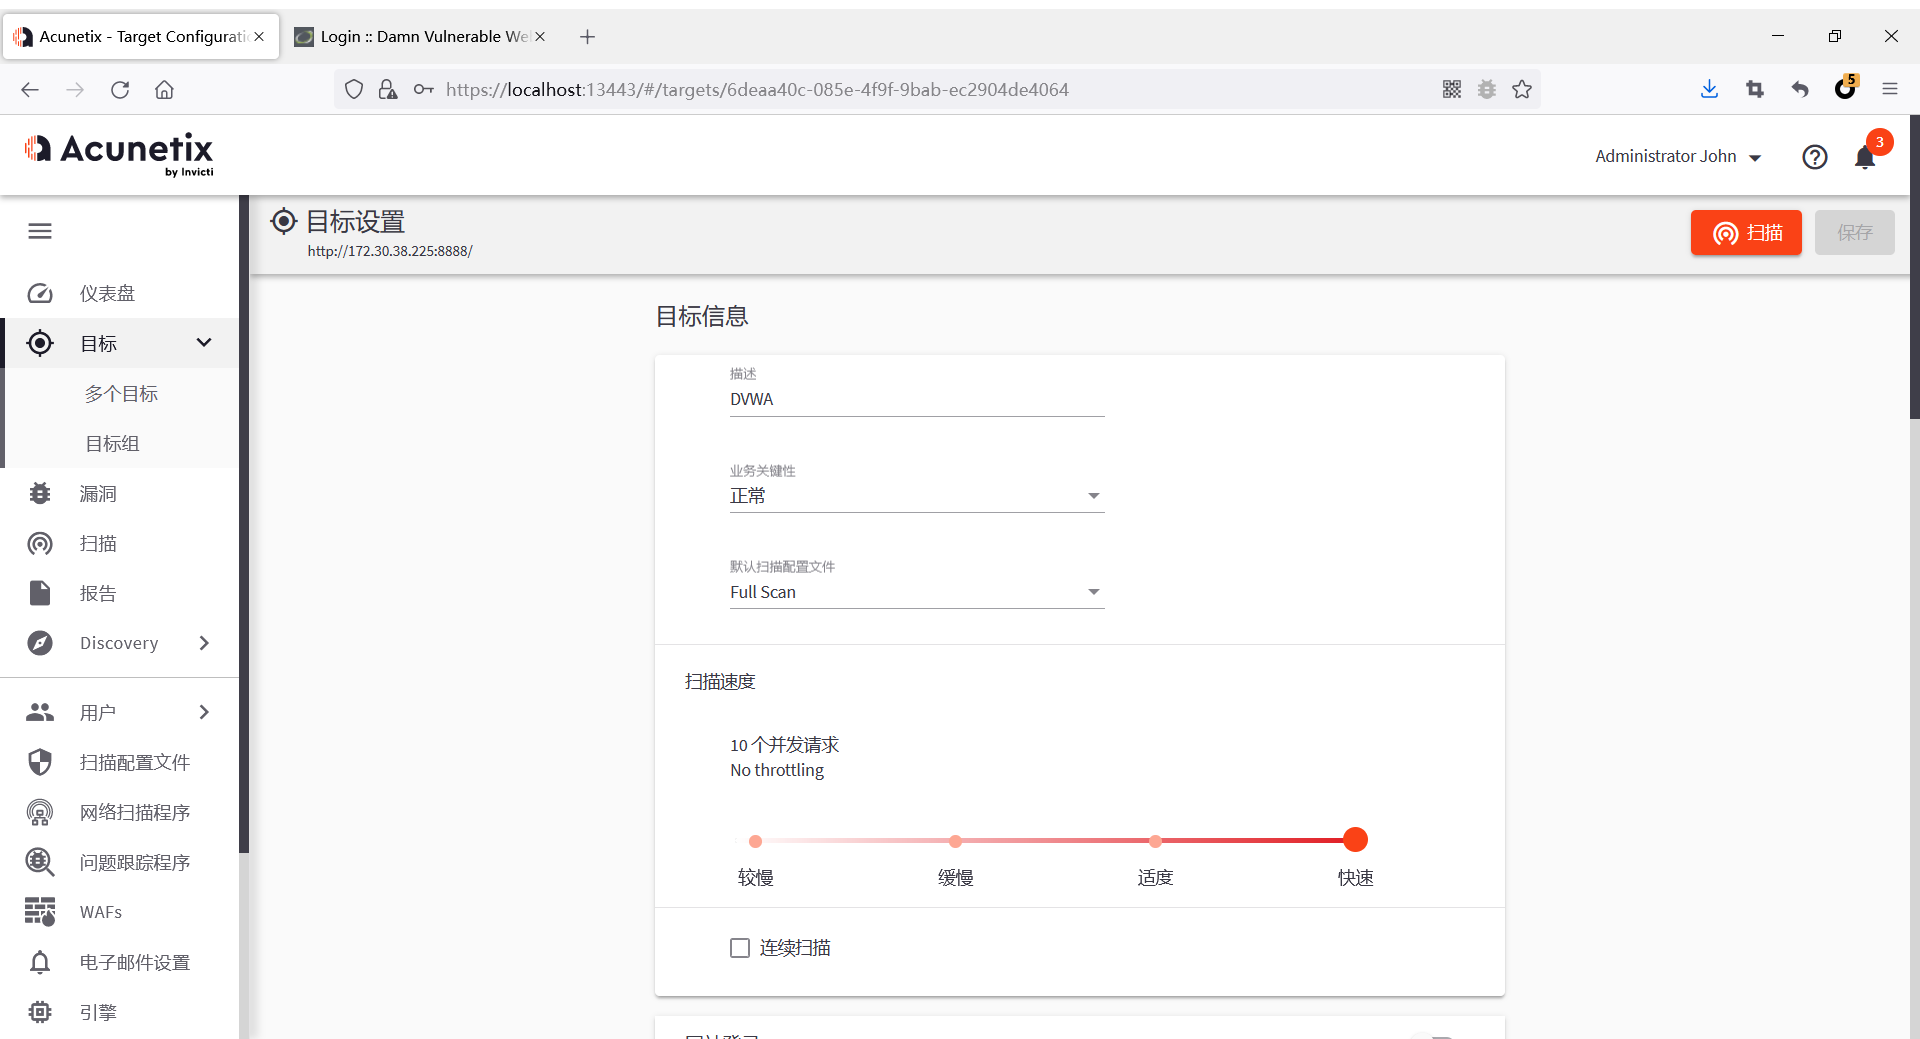 Acunetix - Target Configurati
Login :: Damn Vulnerable We
https://localhost:13443/#/targets/6deaa40c-085e-4f9f-9bab-ec2904de4064
5
Acunetix
by Invicti
Administrator John
3
目标设置
http://172.30.38.225:8888/
扫描
保存
仪表盘
目标
多个目标
目标组
漏洞
扫描
报告
Discovery
用户
扫描配置文件
网络扫描程序
问题跟踪程序
WAFs
电子邮件设置
引擎
目标信息
描述
DVWA
业务关键性
正常
默认扫描配置文件
Full Scan
扫描速度
10 个并发请求
No throttling
较慢
缓慢
适度
快速
连续扫描